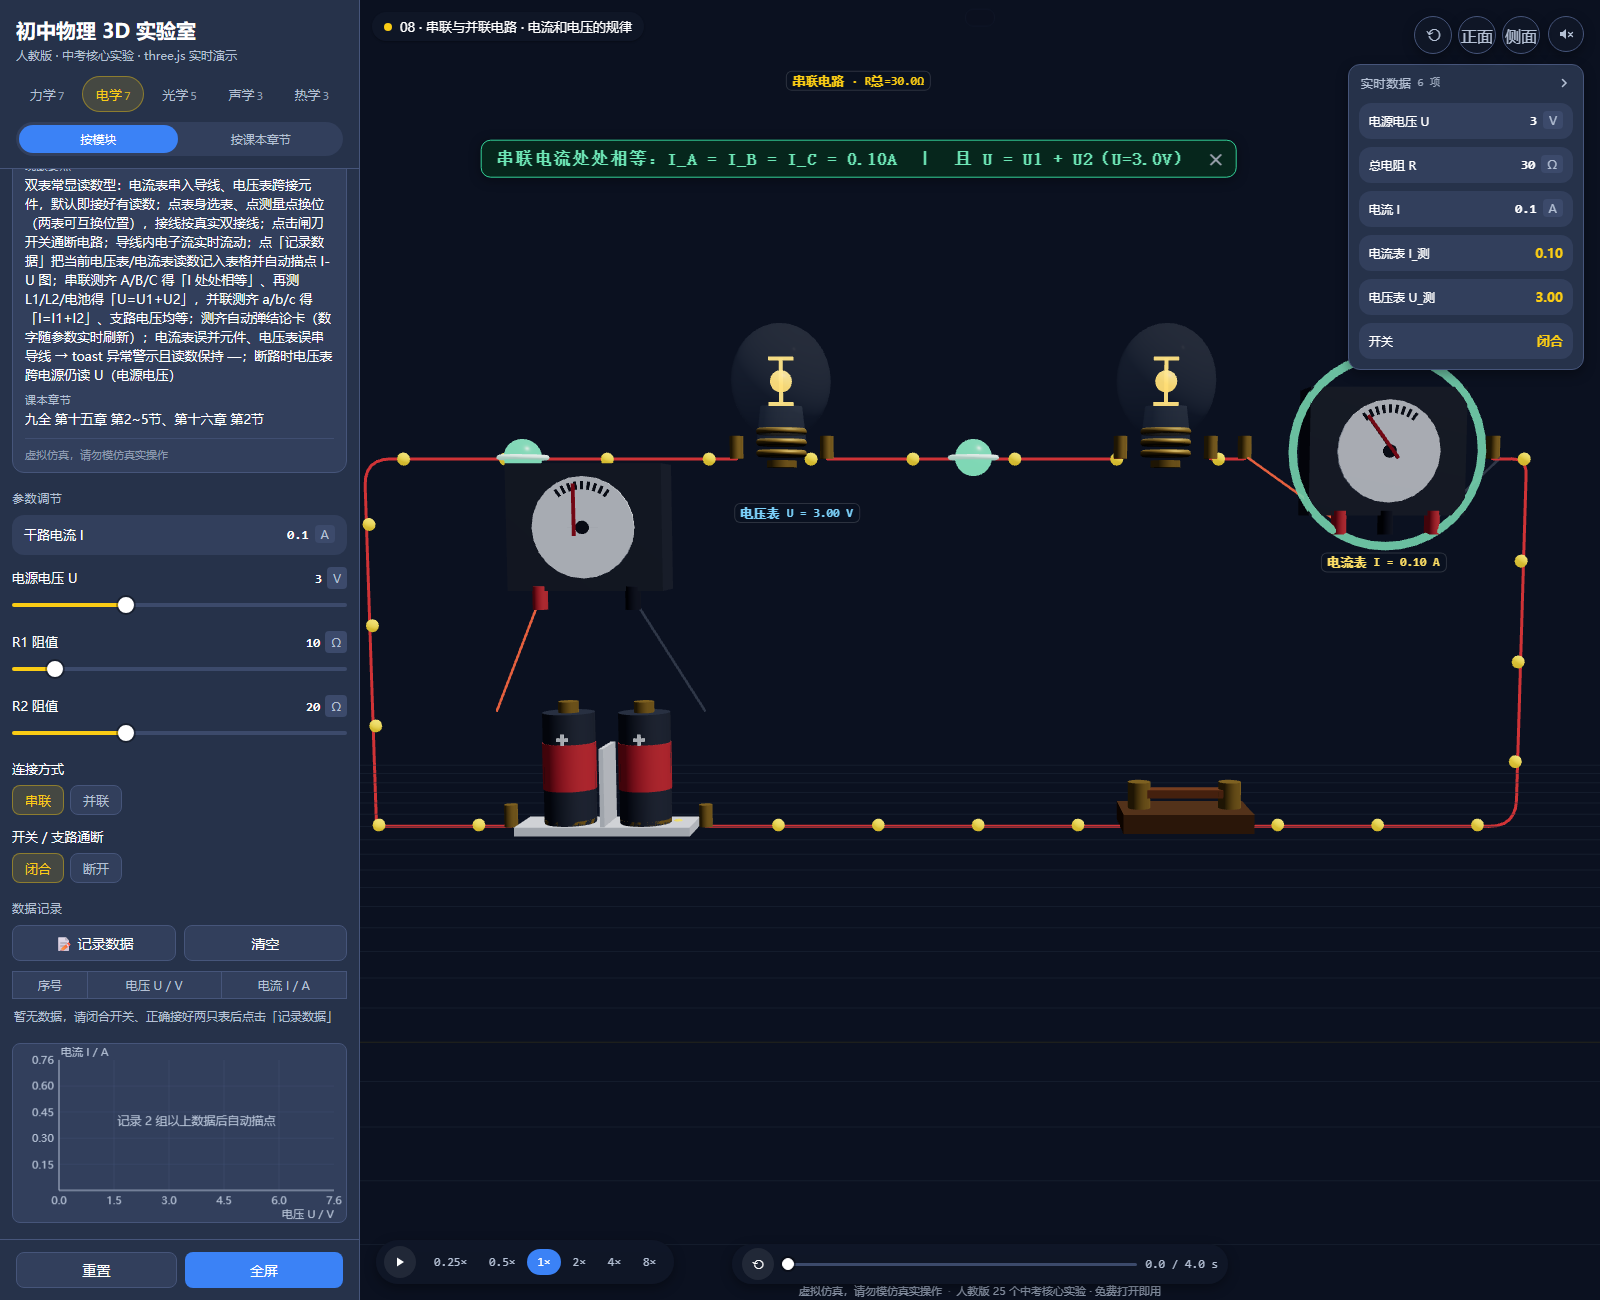 初中物理 3D 实验室
人教版 · 中考核心实验 · three.js 实时演示
力学 7 电学 7 光学 5 声学 3 热学 3
按模块 按课本章节
双表常显读数型：电流表串入导线、电压表跨接元
件，默认即接好有读数；点表身选表、点测量点换位
（两表可互换位置），接线按真实双接线；点击闸刀
开关通断电路；导线内电子流实时流动；点「记录数
据」把当前电压表/电流表读数记入表格并自动描点 I-
U 图；串联测齐 A/B/C 得「I 处处相等」、再测
L1/L2/电池得「U=U1+U2」，并联测齐 a/b/c 得
「I=I1+I2」、支路电压均等；测齐自动弹结论卡（数
字随参数实时刷新）；电流表误并元件、电压表误串
导线 → toast 异常警示且读数保持 —；断路时电压表
跨电源仍读 U（电源电压）
课本章节
九全 第十五章 第2~5节、第十六章 第2节
虚拟仿真，请勿模仿真实操作
参数调节
干路电流 I 0.1 A
电源电压 U 3 V
R1 阻值 10 Ω
R2 阻值 20 Ω
连接方式
串联 并联
开关 / 支路通断
闭合 断开
数据记录
📝 记录数据 清空
序号 电压 U / V 电流 I / A
暂无数据，请闭合开关、正确接好两只表后点击「记录数据」
电流 I / A
0.76
0.60
0.45
0.30
0.15
记录 2 组以上数据后自动描点
0.0 1.5 3.0 4.5 6.0 7.6
电压 U / V
重置 全屏
08 · 串联与并联电路 · 电流和电压的规律
正面 侧面
串联电路 · R总=30.0Ω
串联电流处处相等：I_A = I_B = I_C = 0.10A | 且 U = U1 + U2（U=3.0V） ✕
实时数据 6 项
电源电压 U 3 V
总电阻 R 30 Ω
电流 I 0.1 A
电流表 I_测 0.10
电压表 U_测 3.00
开关 闭合
电压表 U = 3.00 V
电流表 I = 0.10 A
0.25× 0.5× 1× 2× 4× 8×
0.0 / 4.0 s
虚拟仿真，请勿模仿真实操作 · 人教版 25 个中考核心实验 · 免费打开即用